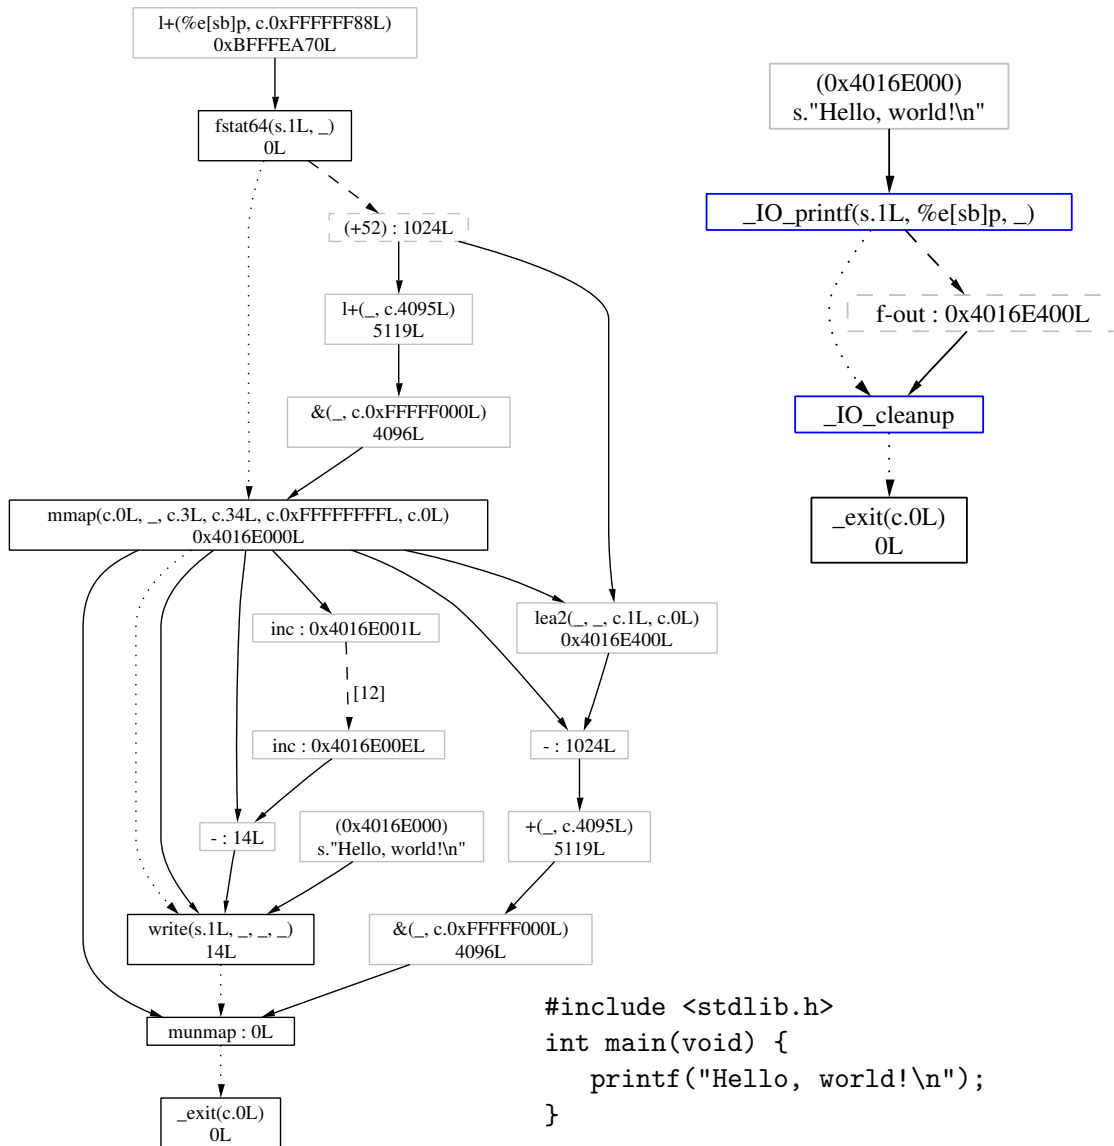 l+(%e[sb]p, c.0xFFFFFF88L)
0xBFFFEA70L
fstat64(s.1L, _)
0L
(+52) : 1024L
l+(_, c.4095L)
5119L
&(_, c.0xFFFFF000L)
4096L
mmap(c.0L, _, c.3L, c.34L, c.0xFFFFFFFFL, c.0L)
0x4016E000L
inc : 0x4016E001L
lea2(_, _, c.1L, c.0L)
0x4016E400L
[12]
inc : 0x4016E00EL
- : 1024L
- : 14L
(0x4016E000)
s."Hello, world!\n"
+(_, c.4095L)
5119L
write(s.1L, _, _, _)
14L
&(_, c.0xFFFFF000L)
4096L
munmap : 0L
_exit(c.0L)
0L
(0x4016E000)
s."Hello, world!\n"
_IO_printf(s.1L, %e[sb]p, _)
f-out : 0x4016E400L
_IO_cleanup
_exit(c.0L)
0L
#include <stdlib.h>
int main(void) {
   printf("Hello, world!\n");
}